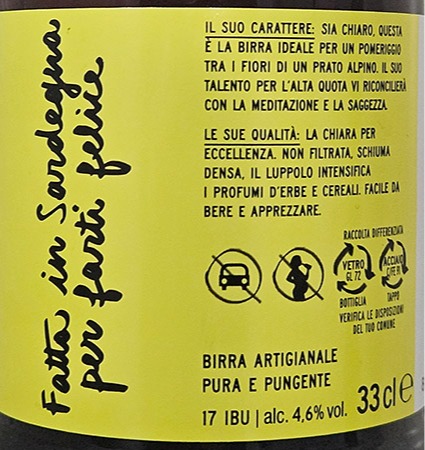 Fatta in Sardegna
per farti felice
IL SUO CARATTERE: SIA CHIARO, QUESTA
È LA BIRRA IDEALE PER UN POMERIGGIO
TRA I FIORI DI UN PRATO ALPINO. IL SUO
TALENTO PER L'ALTA QUOTA VI RICONCILIERÀ
CON LA MEDITAZIONE E LA SAGGEZZA.
LE SUE QUALITÀ: LA CHIARA PER
ECCELLENZA. NON FILTRATA, SCHIUMA
DENSA, IL LUPPOLO INTENSIFICA
I PROFUMI D'ERBE E CEREALI. FACILE DA
BERE E APPREZZARE.
RACCOLTA DIFFERENZIATA
VETRO
GL 72
BOTTIGLIA
ACCIAIO
C/FE 91
TAPPO
VERIFICA LE DISPOSIZIONI
DEL TUO COMUNE
BIRRA ARTIGIANALE
PURA E PUNGENTE
17 IBU | alc. 4,6% vol. 33 cl e